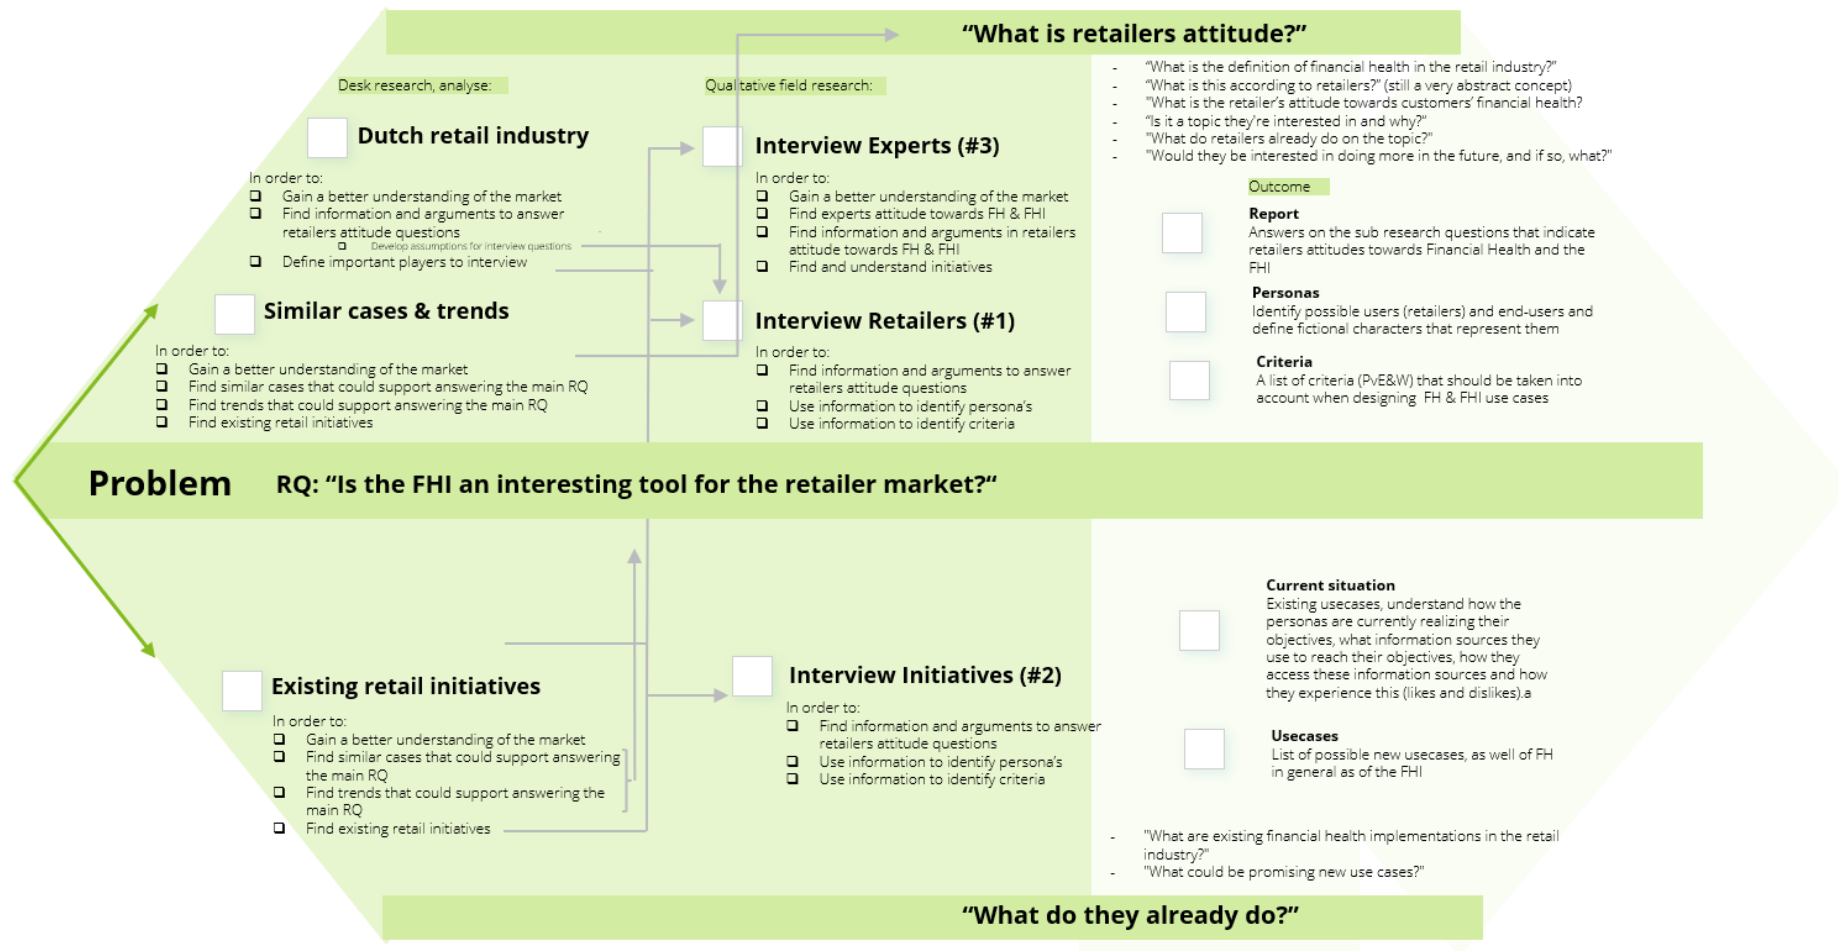 “What is retailers attitude?”
Desk research, analyse:
Dutch retail industry
In order to:
Gain a better understanding of the market
Find information and arguments to answer
retailers attitude questions
Develop assumptions for interview questions
Define important players to interview
Similar cases & trends
In order to:
Gain a better understanding of the market
Find similar cases that could support answering the main RQ
Find trends that could support answering the main RQ
Find existing retail initiatives
Qualitative field research:
Interview Experts (#3)
In order to:
Gain a better understanding of the market
Find experts attitude towards FH & FHI
Find information and arguments in retailers
attitude towards FH & FHI
Find and understand initiatives
Interview Retailers (#1)
In order to:
Find information and arguments to answer
retailers attitude questions
Use information to identify persona’s
Use information to identify criteria
- “What is the definition of financial health in the retail industry?”
- “What is this according to retailers?” (still a very abstract concept)
- "What is the retailer’s attitude towards customers’ financial health?
- “Is it a topic they’re interested in and why?”
- "What do retailers already do on the topic?"
- "Would they be interested in doing more in the future, and if so, what?"
Outcome
Report
Answers on the sub research questions that indicate
retailers attitudes towards Financial Health and the
FHI
Personas
Identify possible users (retailers) and end-users and
define fictional characters that represent them
Criteria
A list of criteria (PvE&W) that should be taken into
account when designing FH & FHI use cases
Problem
RQ: “Is the FHI an interesting tool for the retailer market?“
Existing retail initiatives
In order to:
Gain a better understanding of the market
Find similar cases that could support answering
the main RQ
Find trends that could support answering the
main RQ
Find existing retail initiatives
Interview Initiatives (#2)
In order to:
Find information and arguments to answer
retailers attitude questions
Use information to identify persona’s
Use information to identify criteria
Current situation
Existing usecases, understand how the
personas are currently realizing their
objectives, what information sources they
use to reach their objectives, how they
access these information sources and how
they experience this (likes and dislikes).a
Usecases
List of possible new usecases, as well of FH
in general as of the FHI
- "What are existing financial health implementations in the retail
industry?"
- "What could be promising new use cases?"
“What do they already do?”